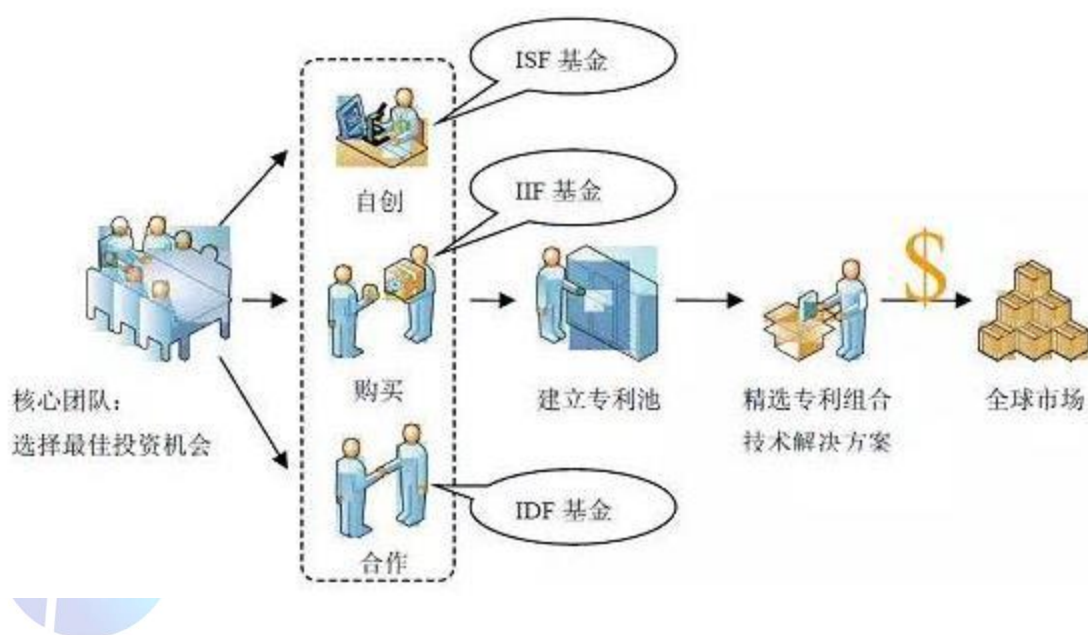 ISF 基金
自创
IIF 基金
$
核心团队：
选择最佳投资机会
购买
建立专利池
精选专利组合
技术解决方案
全球市场
IDF 基金
合作